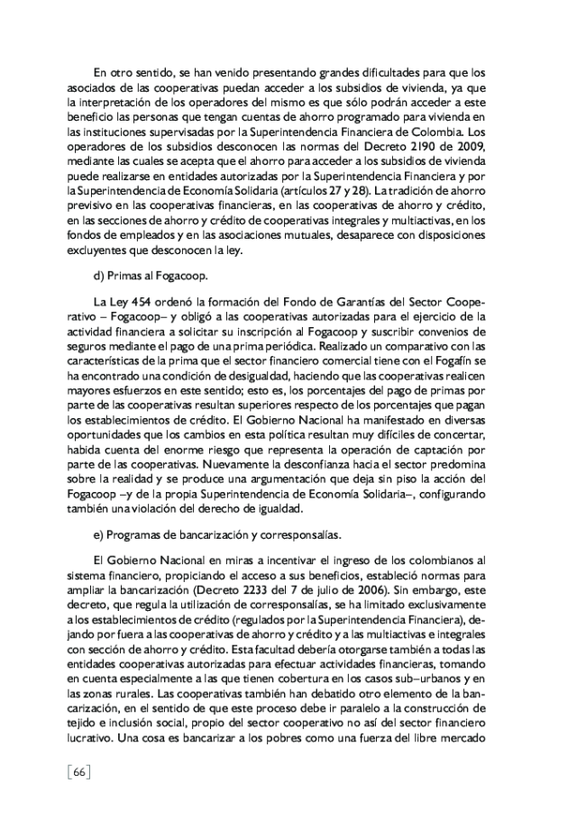 En otro sentido, se han venido presentando grandes dificultades para que los
asociados de las cooperativas puedan acceder a los subsidios de vivienda, ya que
la interpretación de los operadores del mismo es que sólo podrán acceder a este
beneficio las personas que tengan cuentas de ahorro programado para vivienda en
las instituciones supervisadas por la Superintendencia Financiera de Colombia. Los
operadores de los subsidios desconocen las normas del Decreto 2190 de 2009,
mediante las cuales se acepta que el ahorro para acceder a los subsidios de vivienda
puede realizarse en entidades autorizadas por la Superintendencia Financiera y por
la Superintendencia de Economía Solidaria (artículos 27 y 28). La tradición de ahorro
previsivo en las cooperativas financieras, en las cooperativas de ahorro y crédito,
en las secciones de ahorro y crédito de cooperativas integrales y multiactivas, en los
fondos de empleados y en las asociaciones mutuales, desaparece con disposiciones
excluyentes que desconocen la ley.
d) Primas al Fogacoop.
La Ley 454 ordenó la formación del Fondo de Garantías del Sector Coope-
rativo – Fogacoop– y obligó a las cooperativas autorizadas para el ejercicio de la
actividad financiera a solicitar su inscripción al Fogacoop y suscribir convenios de
seguros mediante el pago de una prima periódica. Realizado un comparativo con las
características de la prima que el sector financiero comercial tiene con el Fogafín se
ha encontrado una condición de desigualdad, haciendo que las cooperativas realicen
mayores esfuerzos en este sentido; esto es, los porcentajes del pago de primas por
parte de las cooperativas resultan superiores respecto de los porcentajes que pagan
los establecimientos de crédito. El Gobierno Nacional ha manifestado en diversas
oportunidades que los cambios en esta política resultan muy difíciles de concertar,
habida cuenta del enorme riesgo que representa la operación de captación por
parte de las cooperativas. Nuevamente la desconfianza hacia el sector predomina
sobre la realidad y se produce una argumentación que deja sin piso la acción del
Fogacoop –y de la propia Superintendencia de Economía Solidaria–, configurando
también una violación del derecho de igualdad.
e) Programas de bancarización y corresponsalías.
El Gobierno Nacional en miras a incentivar el ingreso de los colombianos al
sistema financiero, propiciando el acceso a sus beneficios, estableció normas para
ampliar la bancarización (Decreto 2233 del 7 de julio de 2006). Sin embargo, este
decreto, que regula la utilización de corresponsalías, se ha limitado exclusivamente
a los establecimientos de crédito (regulados por la Superintendencia Financiera), de-
jando por fuera a las cooperativas de ahorro y crédito y a las multiactivas e integrales
con sección de ahorro y crédito. Esta facultad debería otorgarse también a todas las
entidades cooperativas autorizadas para efectuar actividades financieras, tomando
en cuenta especialmente a las que tienen cobertura en los casos sub–urbanos y en
las zonas rurales. Las cooperativas también han debatido otro elemento de la ban-
carización, en el sentido de que este proceso debe ir paralelo a la construcción de
tejido e inclusión social, propio del sector cooperativo no así del sector financiero
lucrativo. Una cosa es bancarizar a los pobres como una fuerza del libre mercado
[66]